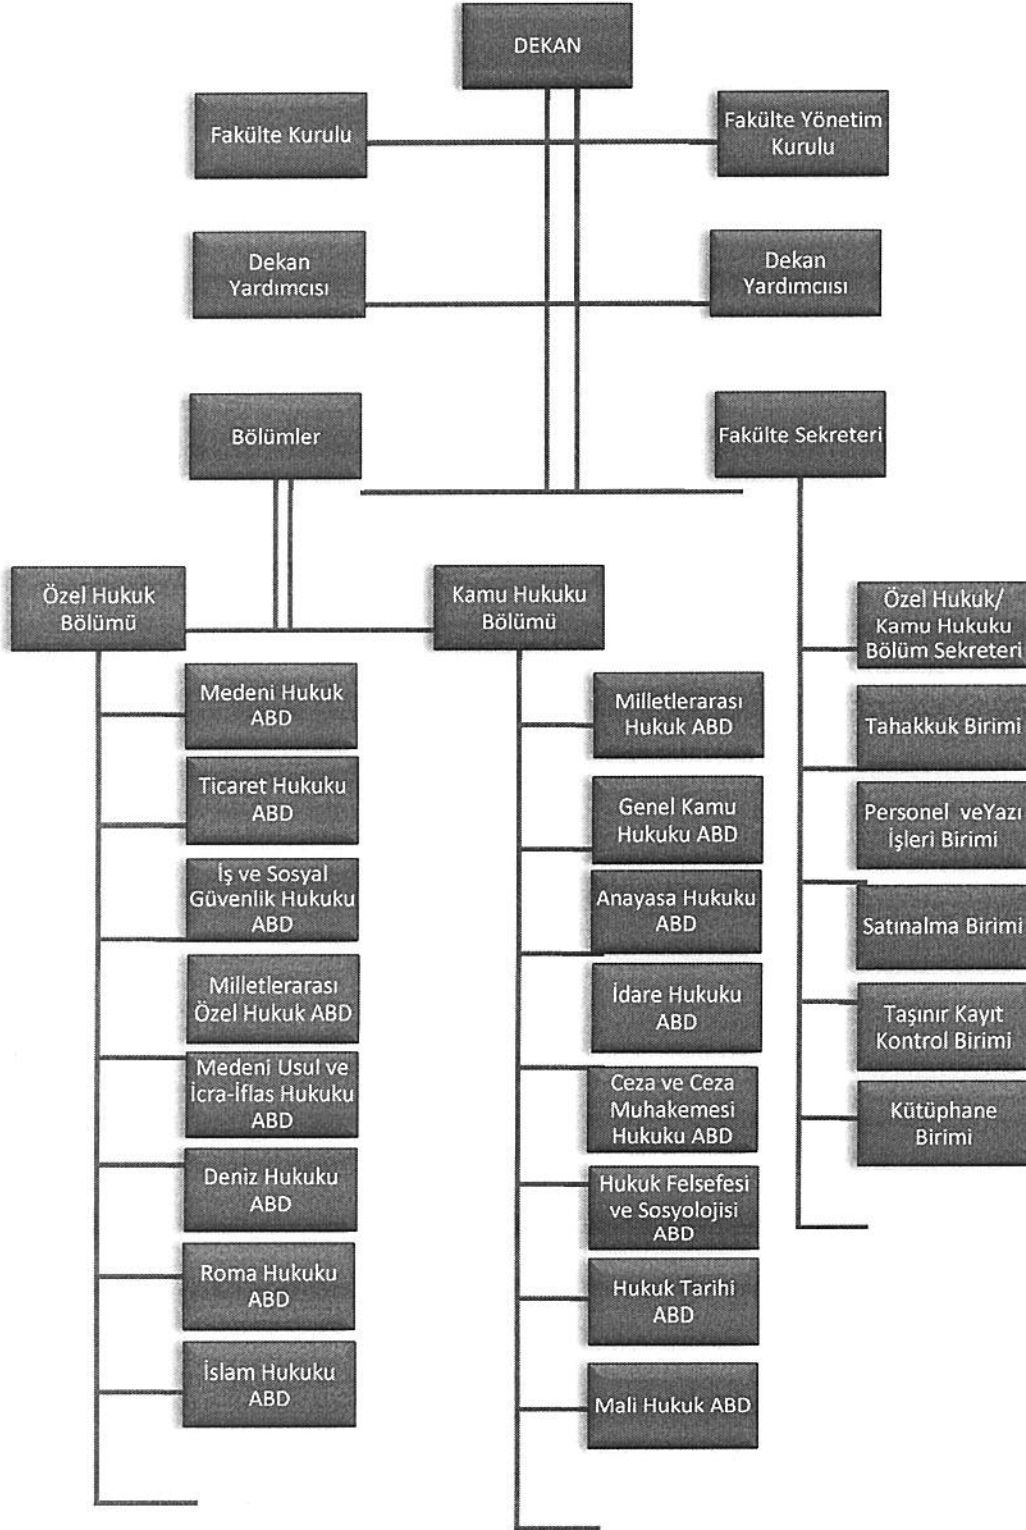 DEKAN
Fakülte Kurulu
Fakülte Yönetim
Kurulu
Dekan
Yardımcısı
Dekan
Yardımcıısı
Bölümler
Fakülte Sekreteri
Özel Hukuk
Bölümü
Kamu Hukuku
Bölümü
Medeni Hukuk
ABD
Ticaret Hukuku
ABD
İş ve Sosyal
Güvenlik Hukuku
ABD
Milletlerarası
Özel Hukuk ABD
Medeni Usul ve
İcra-İflas Hukuku
ABD
Deniz Hukuku
ABD
Roma Hukuku
ABD
İslam Hukuku
ABD
Milletlerarası
Hukuk ABD
Genel Kamu
Hukuku ABD
Anayasa Hukuku
ABD
İdare Hukuku
ABD
Ceza ve Ceza
Muhakemesi
Hukuku ABD
Hukuk Felsefesi
ve Sosyolojisi
ABD
Hukuk Tarihi
ABD
Mali Hukuk ABD
Özel Hukuk/
Kamu Hukuku
Bölüm Sekreteri
Tahakkuk Birimi
Personel veYazı
İşleri Birimi
Satınalma Birimi
Taşınır Kayıt
Kontrol Birimi
Kütüphane
Birimi